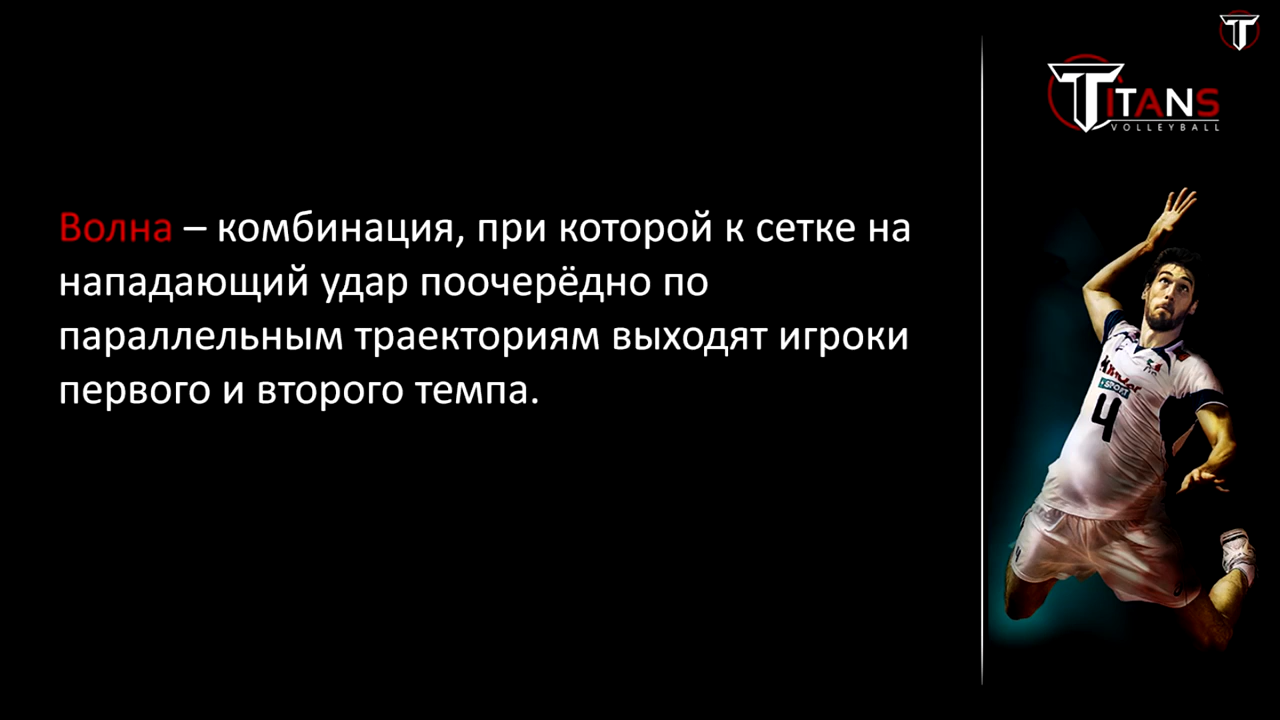 Волна – комбинация, при которой к сетке на
нападающий удар поочерёдно по
параллельным траекториям выходят игроки
первого и второго темпа.
TITANS
VOLLEYBALL
4